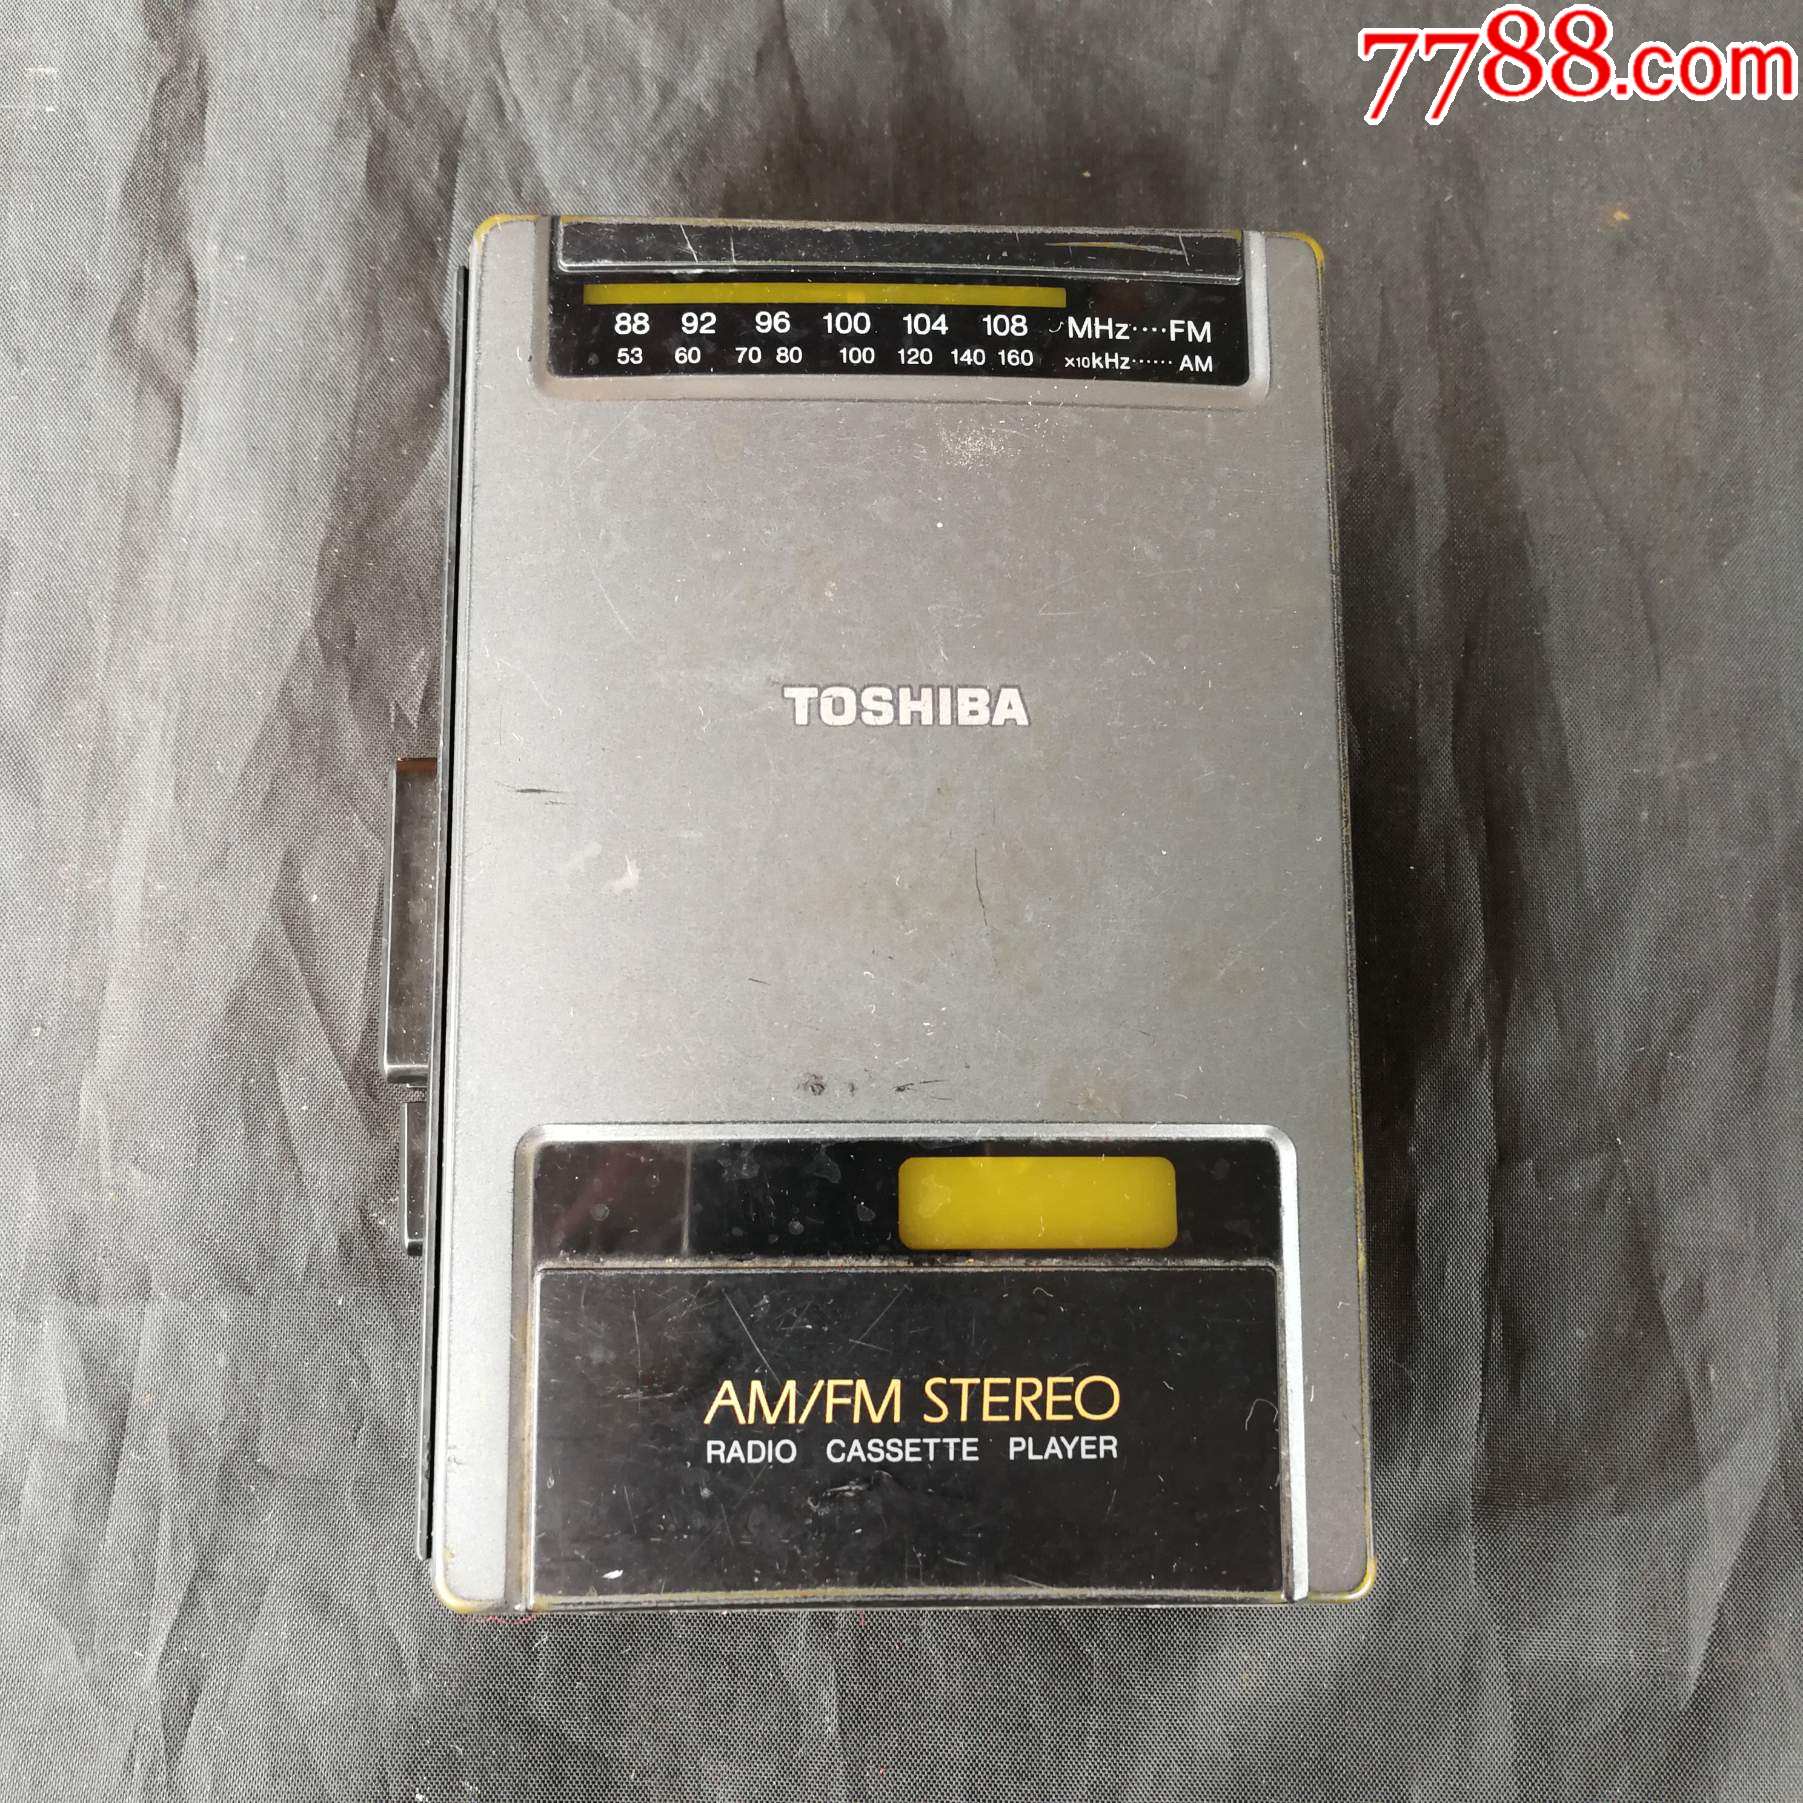 7788.com
88 92 96 100 104 108 MHz····FM
53 60 70 80 100 120 140 160 ×10kHz······AM
TOSHIBA
AM/FM STEREO
RADIO CASSETTE PLAYER